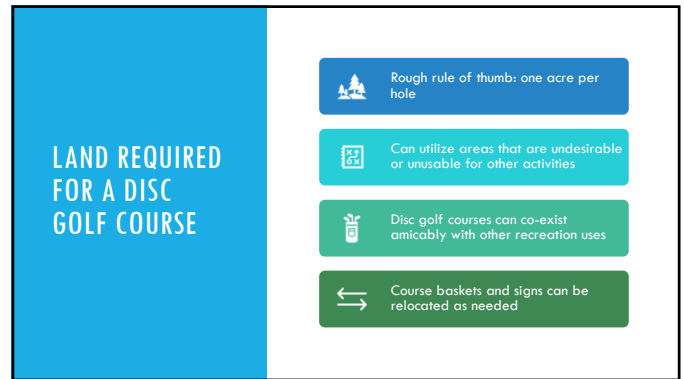 LAND REQUIRED
FOR A DISC
GOLF COURSE
Rough rule of thumb: one acre per
hole
Can utilize areas that are undesirable
or unusable for other activities
Disc golf courses can co-exist
amicably with other recreation uses
Course baskets and signs can be
relocated as needed